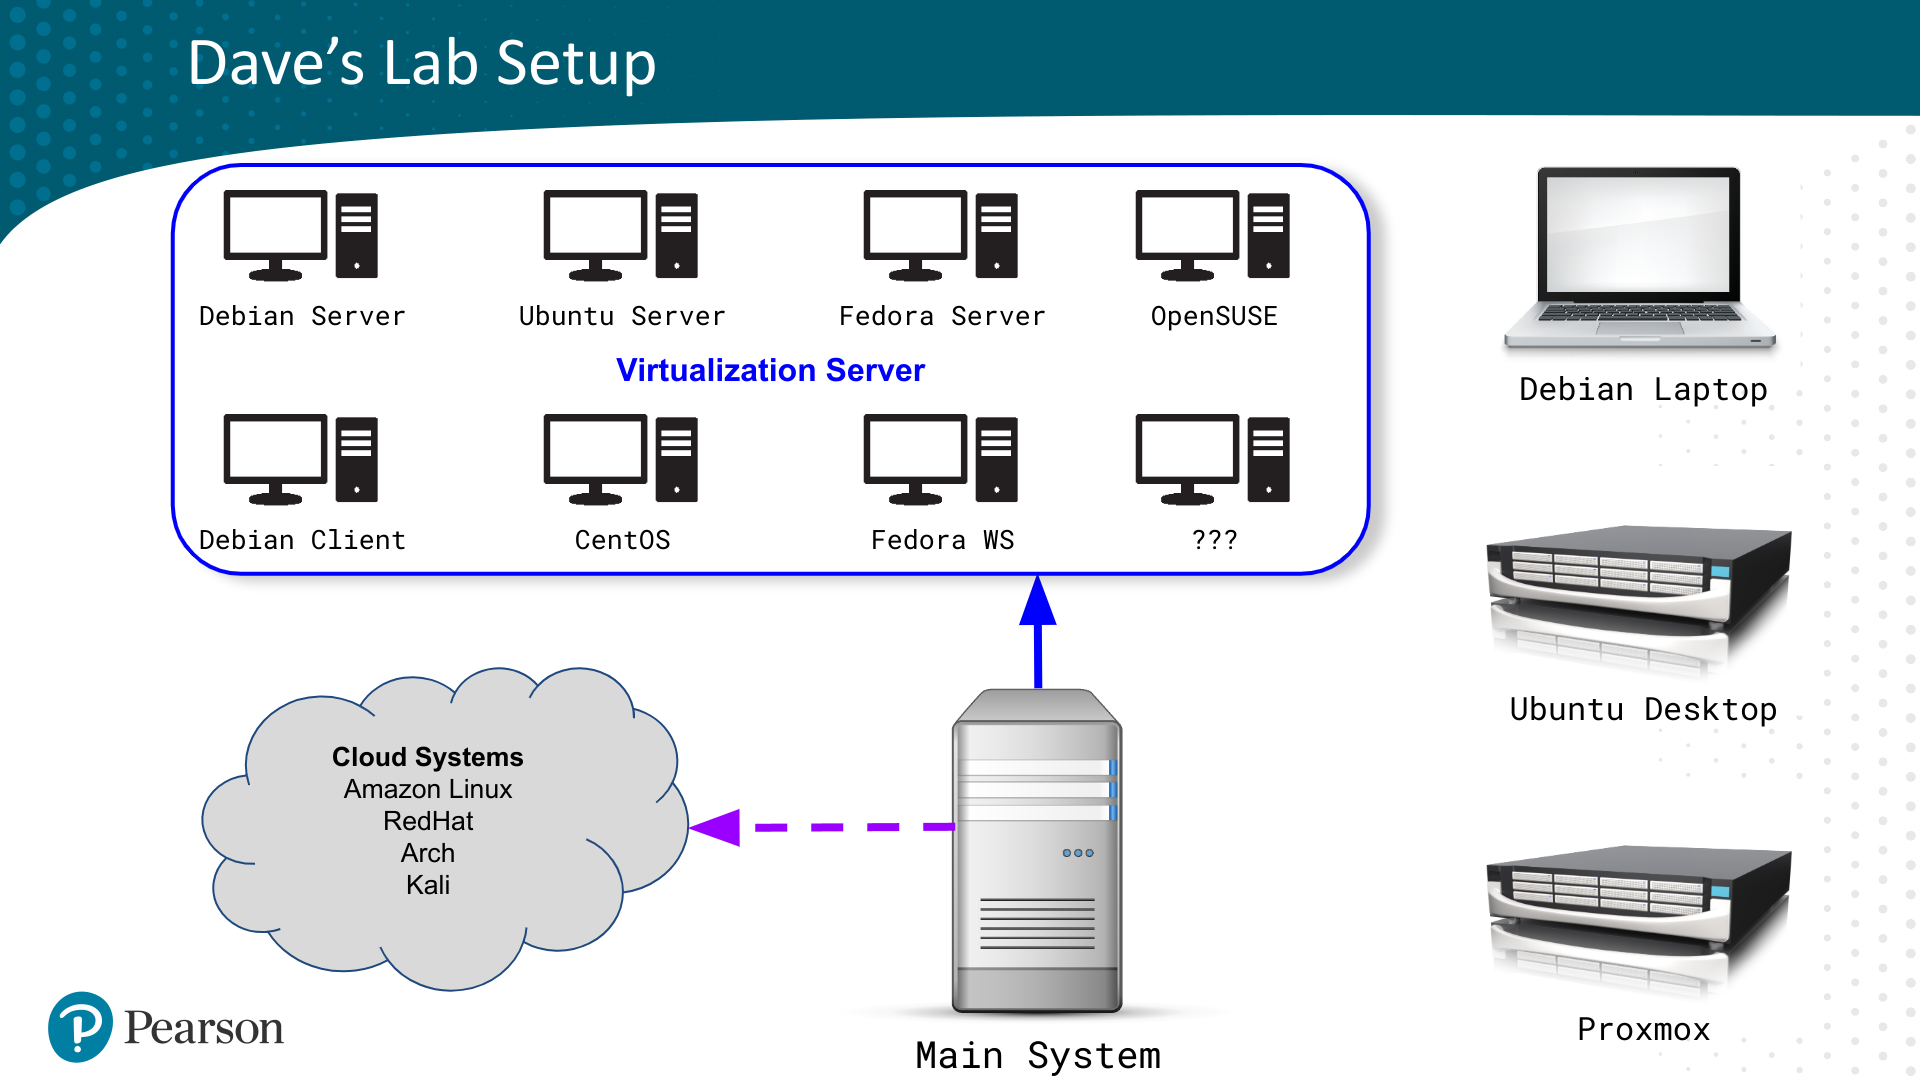 Dave’s Lab Setup
Debian Server
Ubuntu Server
Fedora Server
OpenSUSE
Virtualization Server
Debian Client
CentOS
Fedora WS
???
Debian Laptop
Ubuntu Desktop
Proxmox
Cloud Systems
Amazon Linux
RedHat
Arch
Kali
Main System
Pearson